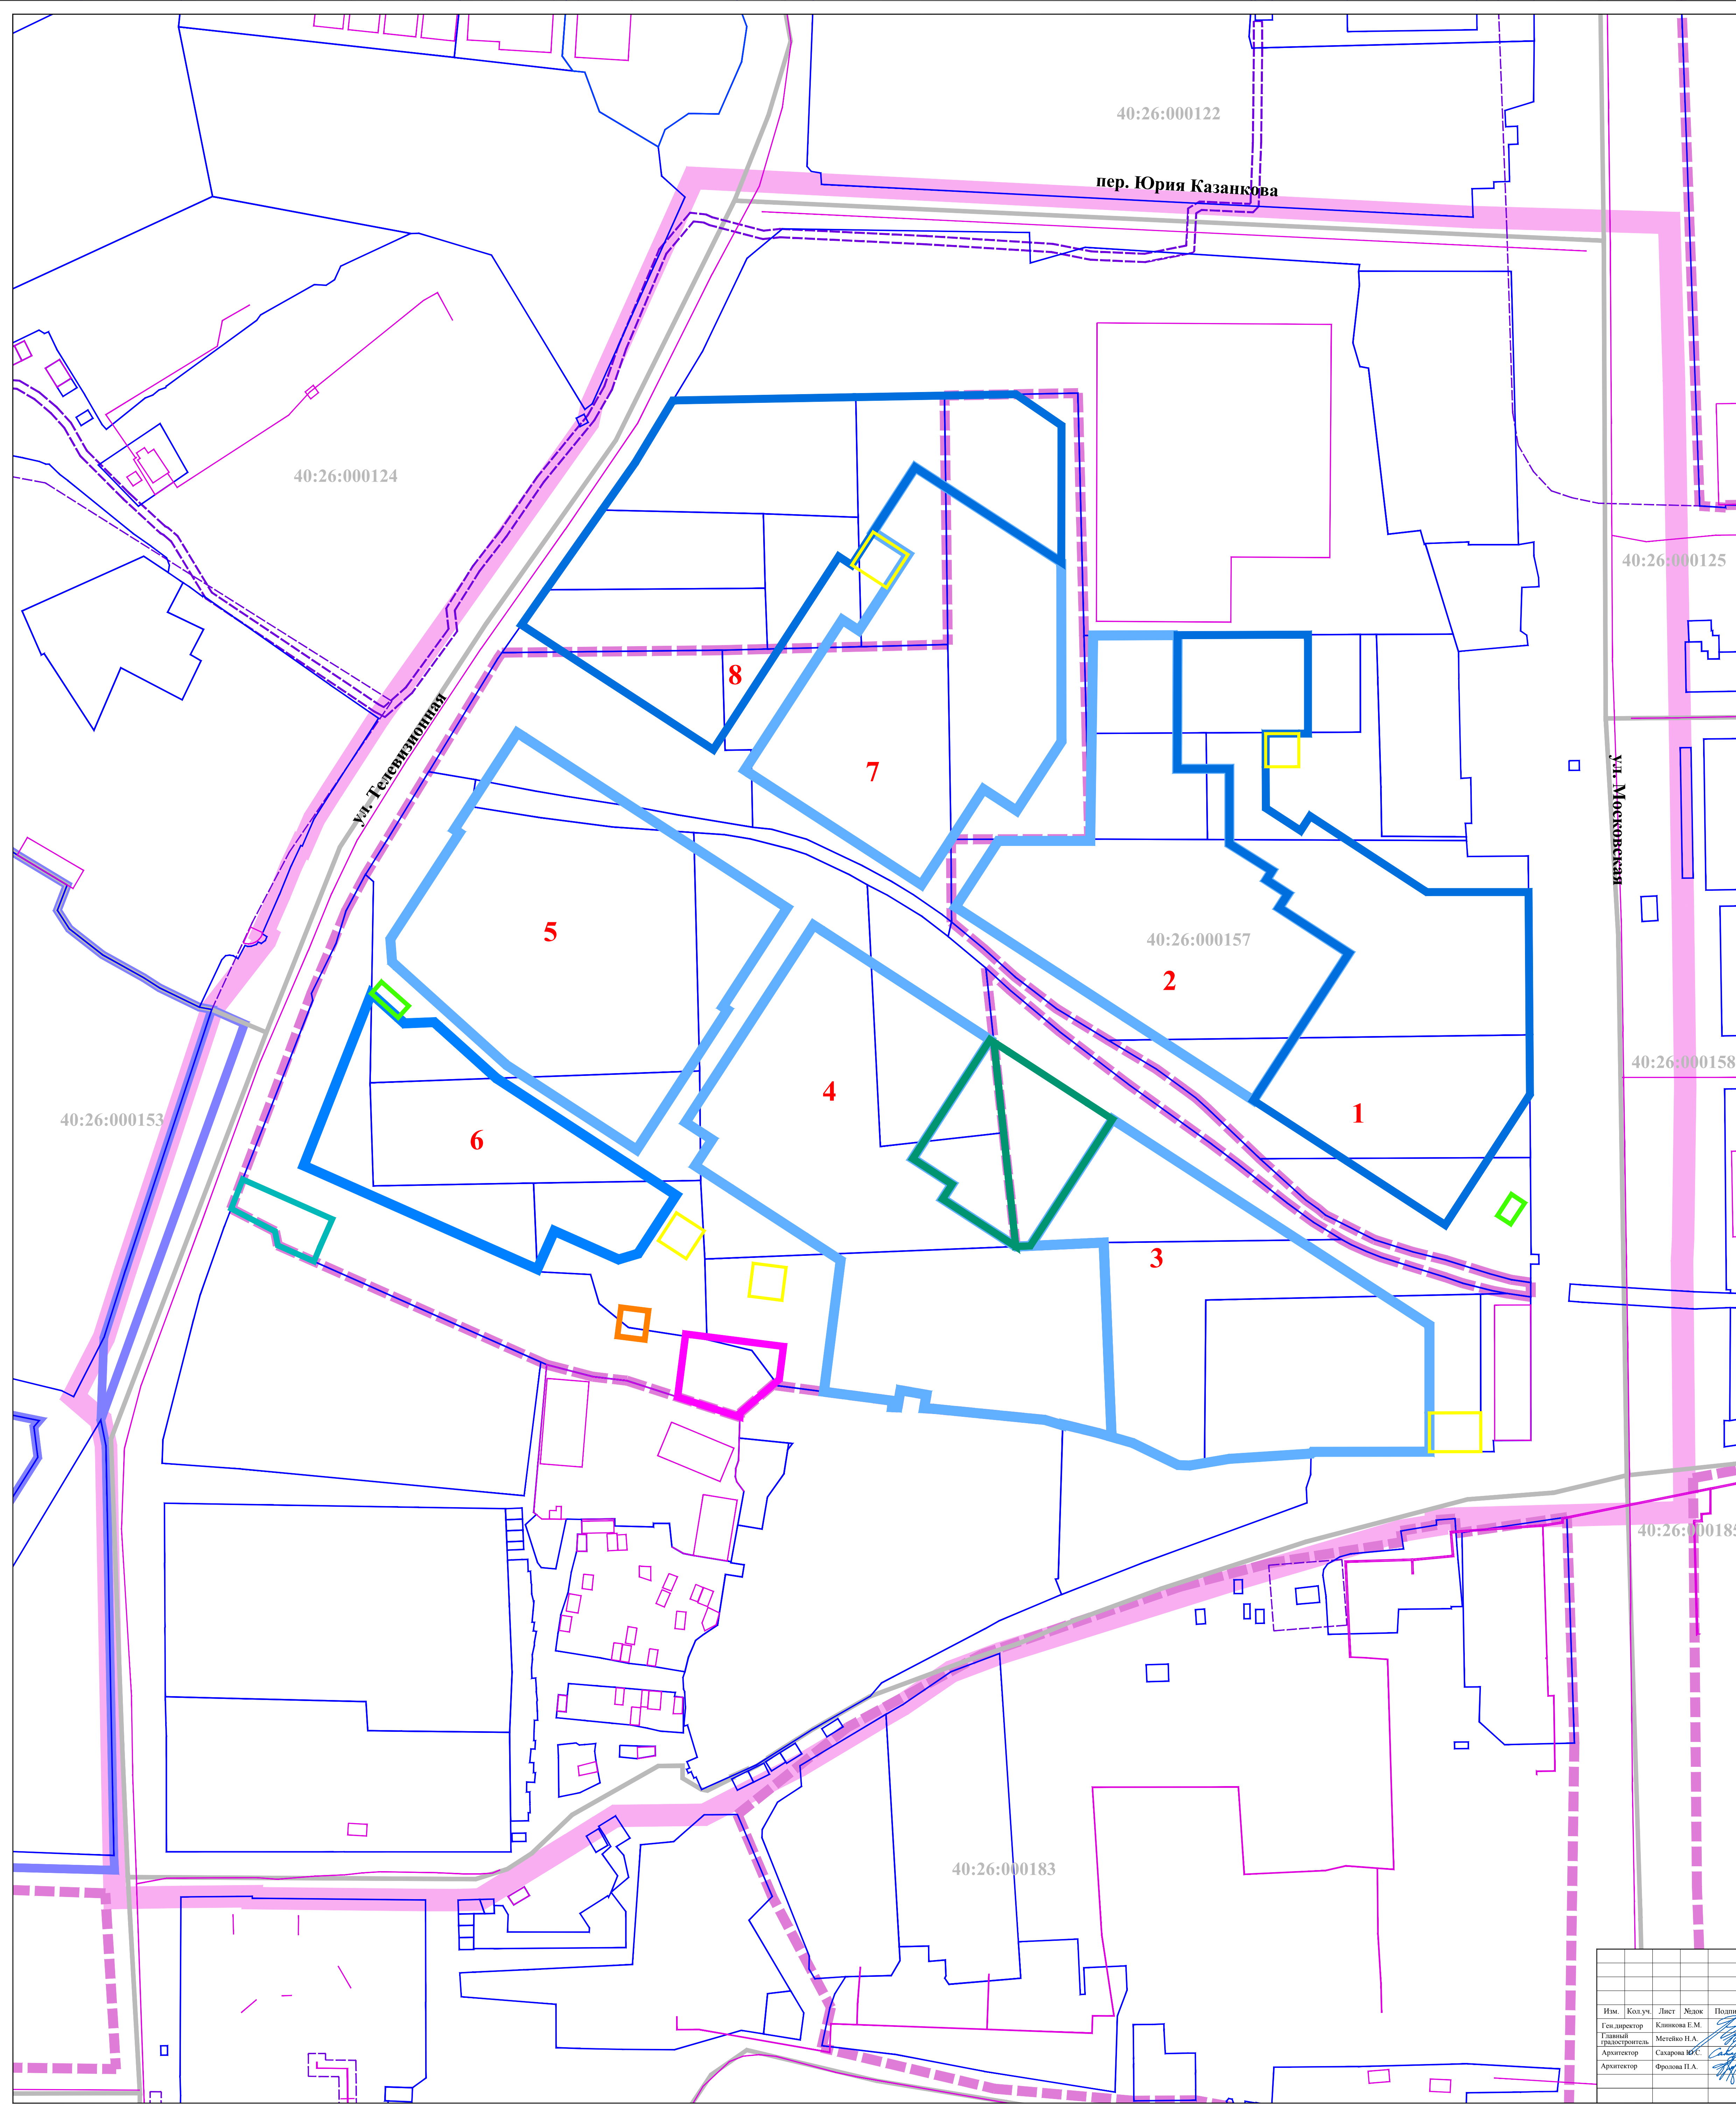 40:26:000122
пер. Юрия Казанкова
40:26:000124
40:26:000125
8
ул. Телевизионная
7
ул. Московская
5
40:26:000157
2
40:26:000158
4
1
40:26:000153
6
3
40:26:000183
Изм. Кол.уч. Лист №док
Ген.директор Клинкова Е.М.
Главный градостроитель Метейко Н.А.
Архитектор Сахарова Ю.С.
Архитектор Фролова П.А.